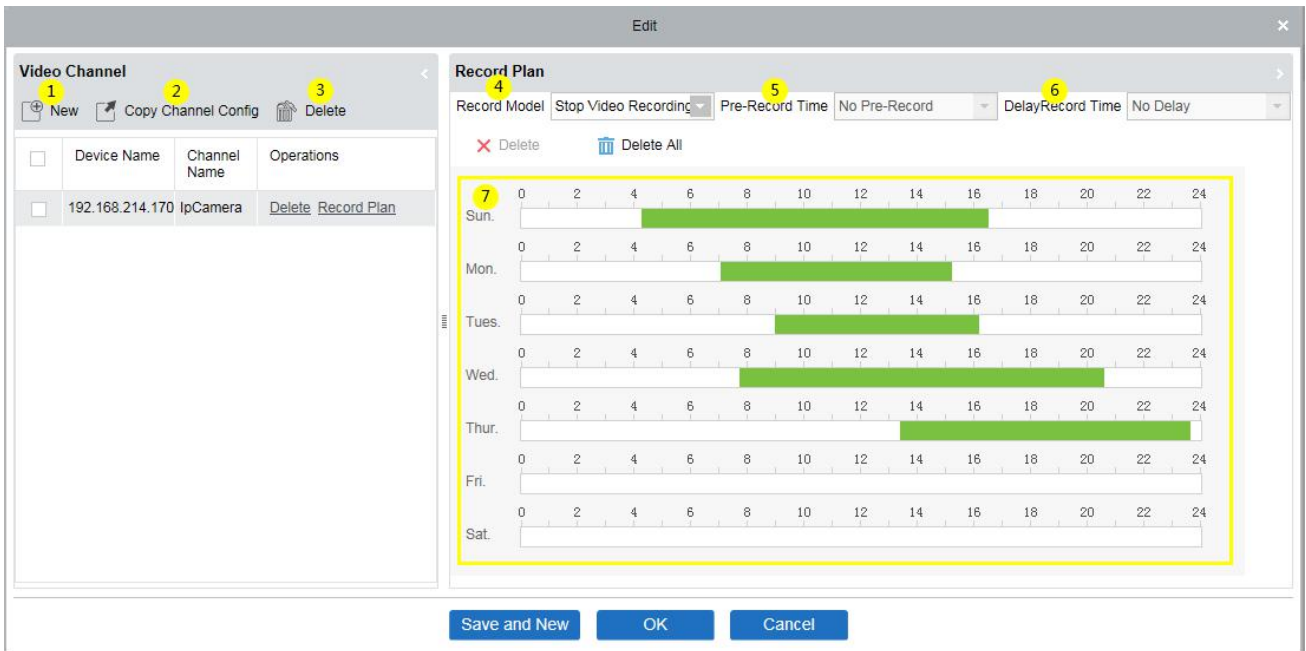 Edit
Video Channel
1 2 3
New Copy Channel Config Delete
Device Name Channel Name Operations
192.168.214.170 IpCamera Delete Record Plan
Record Plan
4 5 6
Record Model Stop Video Recording Pre-Record Time No Pre-Record DelayRecord Time No Delay
Delete Delete All
7
0 2 4 6 8 10 12 14 16 18 20 22 24
Sun.
0 2 4 6 8 10 12 14 16 18 20 22 24
Mon.
0 2 4 6 8 10 12 14 16 18 20 22 24
Tues.
0 2 4 6 8 10 12 14 16 18 20 22 24
Wed.
0 2 4 6 8 10 12 14 16 18 20 22 24
Thur.
0 2 4 6 8 10 12 14 16 18 20 22 24
Fri.
0 2 4 6 8 10 12 14 16 18 20 22 24
Sat.
Save and New OK Cancel